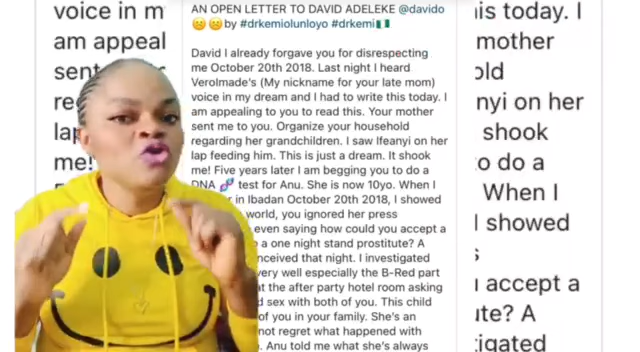 voice in m
am appeal
sent
re
lap
me!
AN OPEN LETTER TO DAVID ADELEKE @davido
by #drkemiolunloyo #drkemi
David I already forgave you for disrespecting
me October 20th 2018. Last night I heard
Verolmade's (My nickname for your late mom)
voice in my dream and I had to write this today. I
am appealing to you to read this. Your mother
sent me to you. Organize your household
regarding her grandchildren. I saw Ifeanyi on her
lap feeding him. This is just a dream. It shook
me! Five years later I am begging you to do a
DNA test for Anu. She is now 10yo. When I
in Ibadan October 20th 2018, I showed
world, you ignored her press
even saying how could you accept a
a one night stand prostitute? A
nceived that night. I investigated
very well especially the B-Red part
at the after party hotel room asking
d sex with both of you. This child
of you in your family. She's an
not regret what happened with
. Anu told me what she's always
is today. I
mother
old
anyi on her
shook
to do a
When I
I showed
s
u accept a
ute? A
tigated